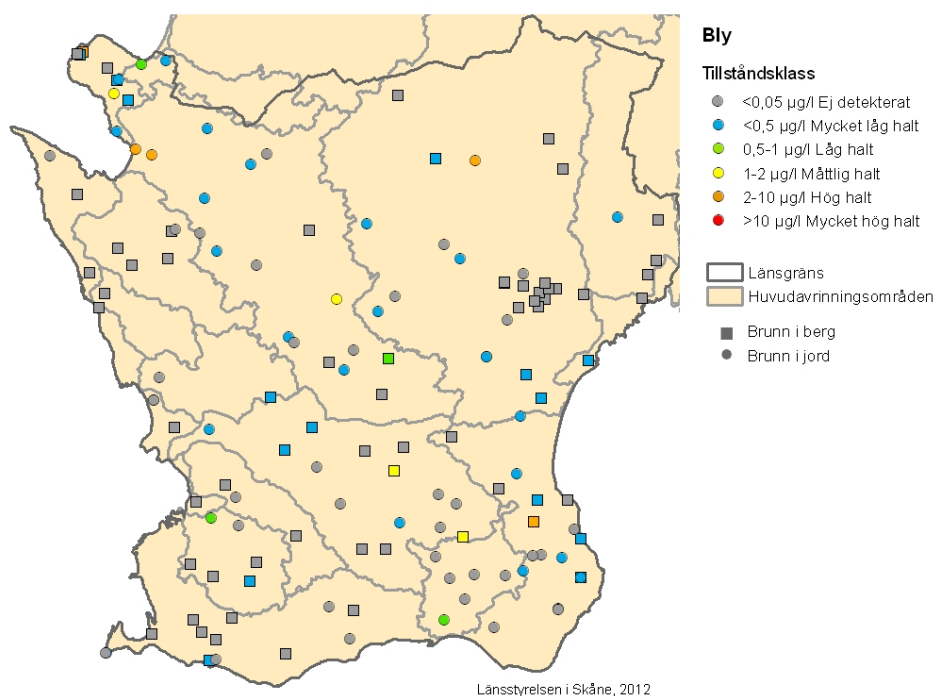 Bly
Tillståndsklass
<0,05 µg/l Ej detekterat
<0,5 µg/l Mycket låg halt
0,5-1 µg/l Låg halt
1-2 µg/l Måttlig halt
2-10 µg/l Hög halt
>10 µg/l Mycket hög halt
Länsgräns
Huvudavrinningsområden
Brunn i berg
Brunn i jord
Länsstyrelsen i Skåne, 2012